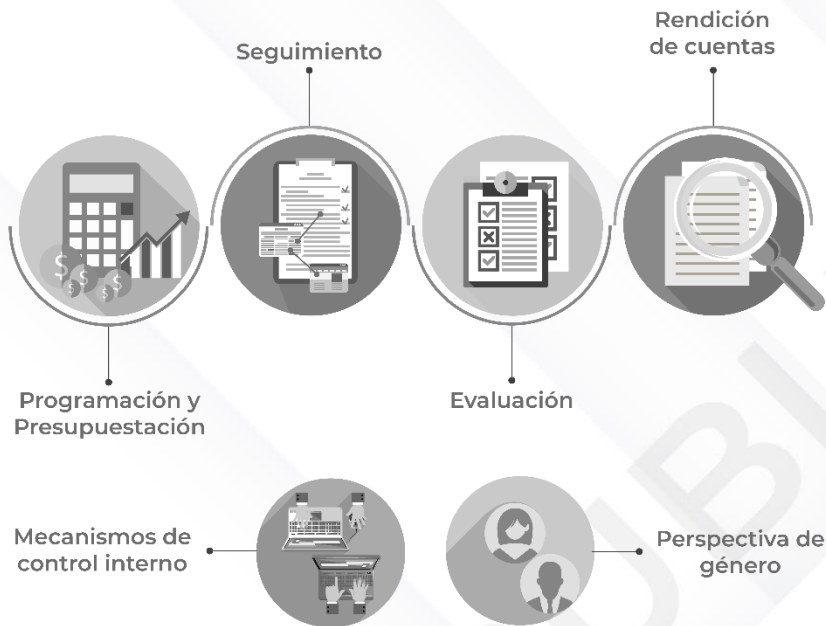 Rendición
de cuentas
Seguimiento
Programación y
Presupuestación
Evaluación
Mecanismos de
control interno
Perspectiva de
género